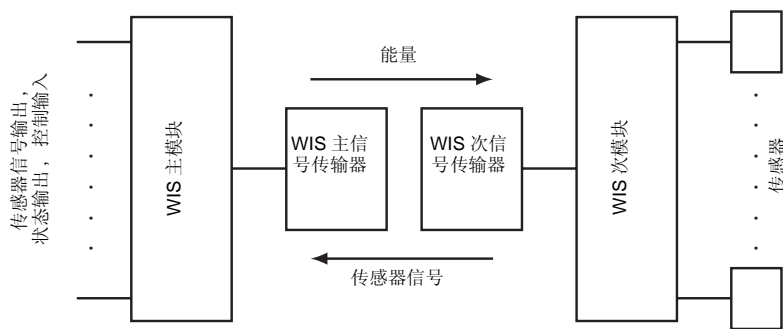 传感器信号输出，
状态输出，控制输入
WIS 主模块
能量
WIS 主信
号传输器
WIS 次信
号传输器
传感器信号
WIS 次模块
传感器